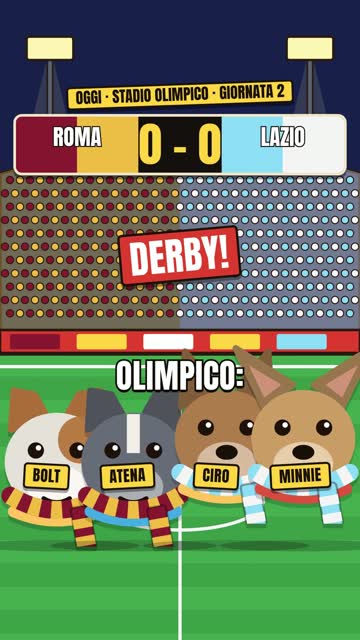 OGGI · STADIO OLIMPICO · GIORNATA 2
ROMA 0 - 0 LAZIO
DERBY!
OLIMPICO:
BOLT ATENA CIRO MINNIE